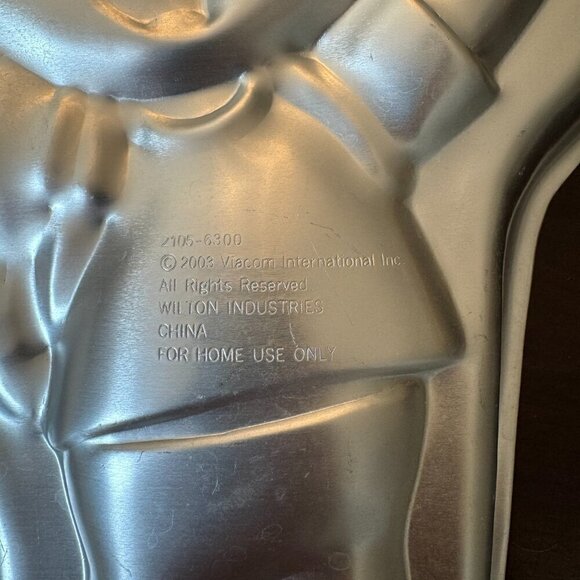 2105-6300
© 2003 Viacom International Inc.
All Rights Reserved
WILTON INDUSTRIES
CHINA
FOR HOME USE ONLY